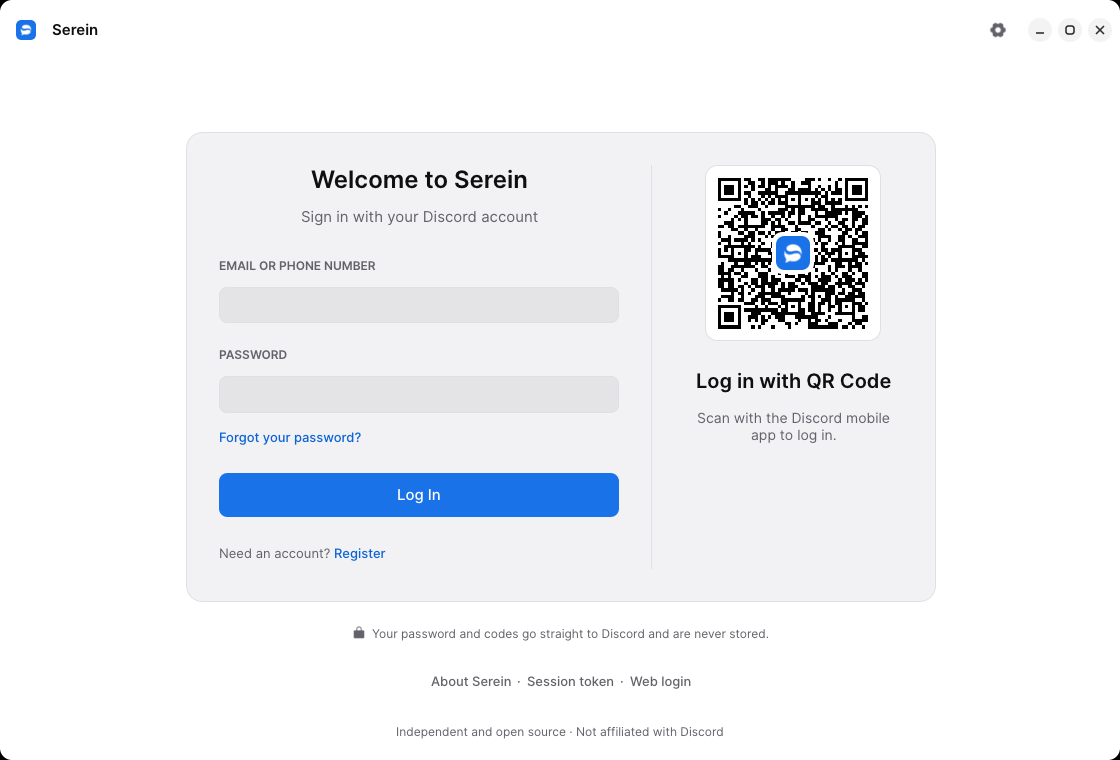 Serein
Welcome to Serein
Sign in with your Discord account
EMAIL OR PHONE NUMBER
PASSWORD
Forgot your password?
Log In
Need an account? Register
Log in with QR Code
Scan with the Discord mobile
app to log in.
Your password and codes go straight to Discord and are never stored.
About Serein · Session token · Web login
Independent and open source · Not affiliated with Discord